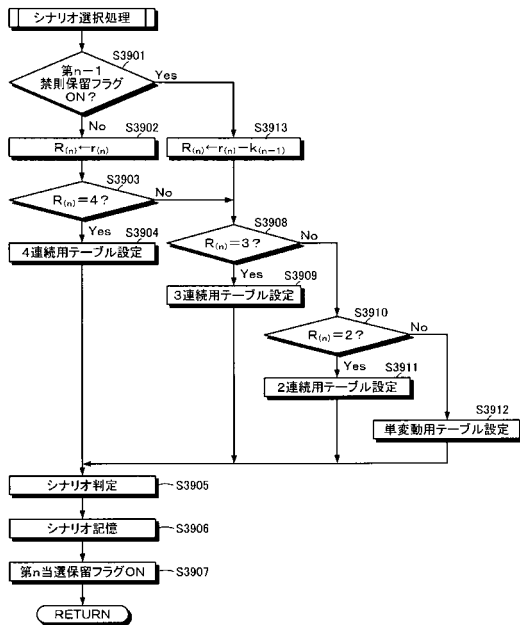 シナリオ選択処理
S3901
第n−1
禁則保留フラグ
ON?
Yes
No
S3902
R(n)←r(n)
S3913
R(n)←r(n)−k(n−1)
S3903
R(n)=4?
No
Yes
S3904
4連続用テーブル設定
S3908
R(n)=3?
No
Yes
S3909
3連続用テーブル設定
S3910
R(n)=2?
No
Yes
S3911
2連続用テーブル設定
S3912
単変動用テーブル設定
シナリオ判定
S3905
シナリオ記憶
S3906
第n当選保留フラグON
S3907
RETURN